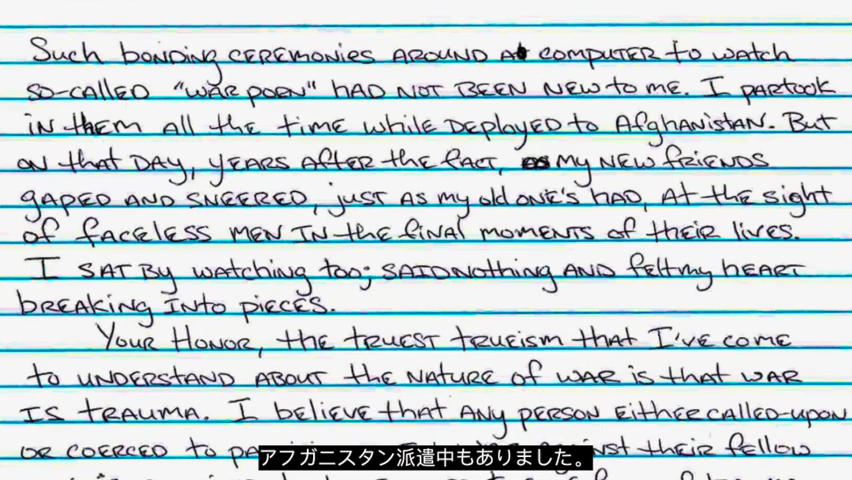 Such bonding ceremonies around a computer to watch
so-called "war porn" had not been new to me. I partook
in them all the time while deployed to Afghanistan. But
on that day, years after the fact, as my new friends
gaped and sneered, just as my old one's had, at the sight
of faceless men in the final moments of their lives.
I sat by watching too; said nothing and felt my heart
breaking into pieces.
Your Honor, the truest trueism that I've come
to understand about the nature of war is that war
is trauma. I believe that any person either called-upon
or coerced to their fellow
アフガニスタン派遣中もありました。